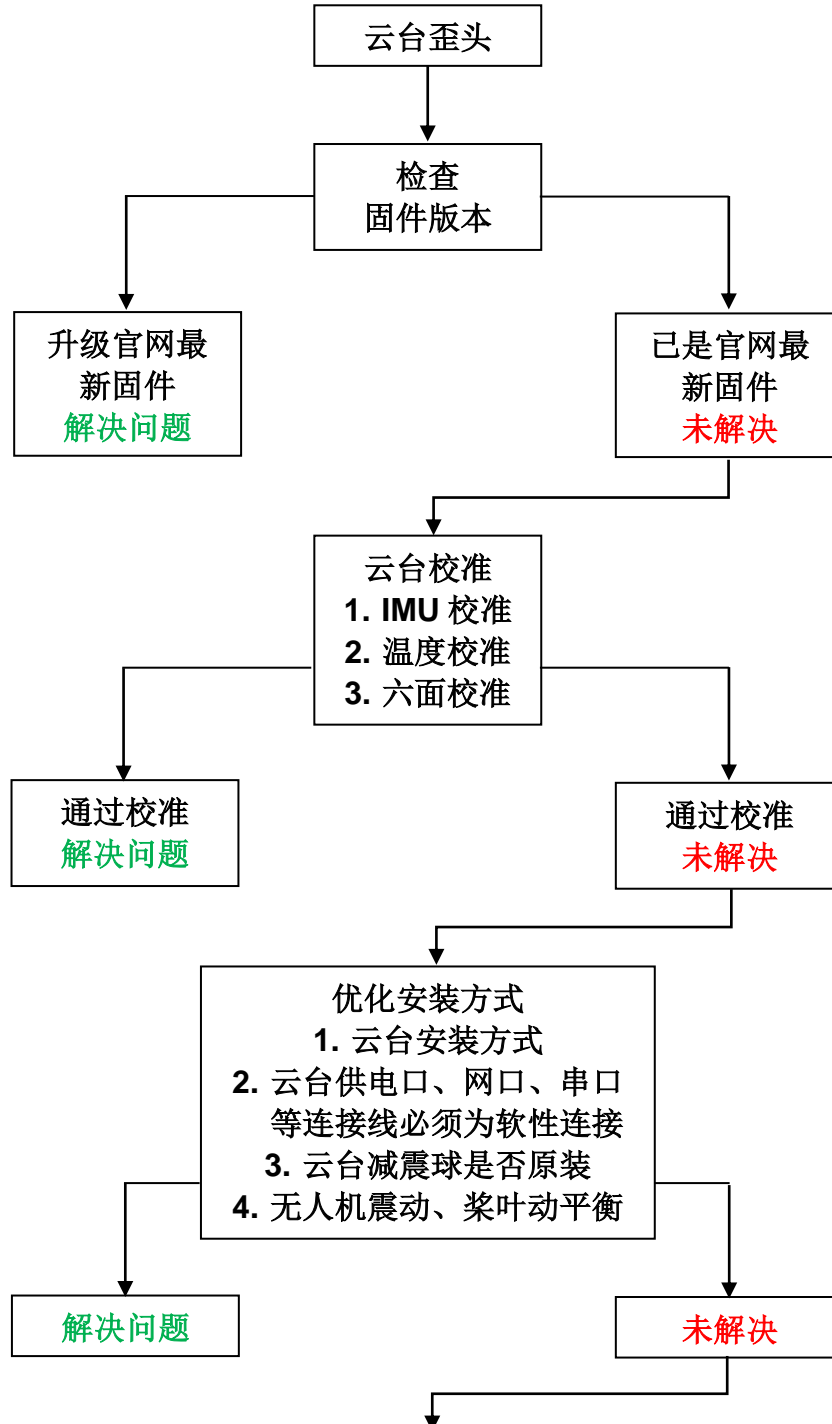 云台歪头
检查
固件版本
升级官网最
新固件
解决问题
已是官网最
新固件
未解决
云台校准
1. IMU 校准
2. 温度校准
3. 六面校准
通过校准
解决问题
通过校准
未解决
优化安装方式
1. 云台安装方式
2. 云台供电口、网口、串口
等连接线必须为软性连接
3. 云台减震球是否原装
4. 无人机震动、桨叶动平衡
解决问题
未解决